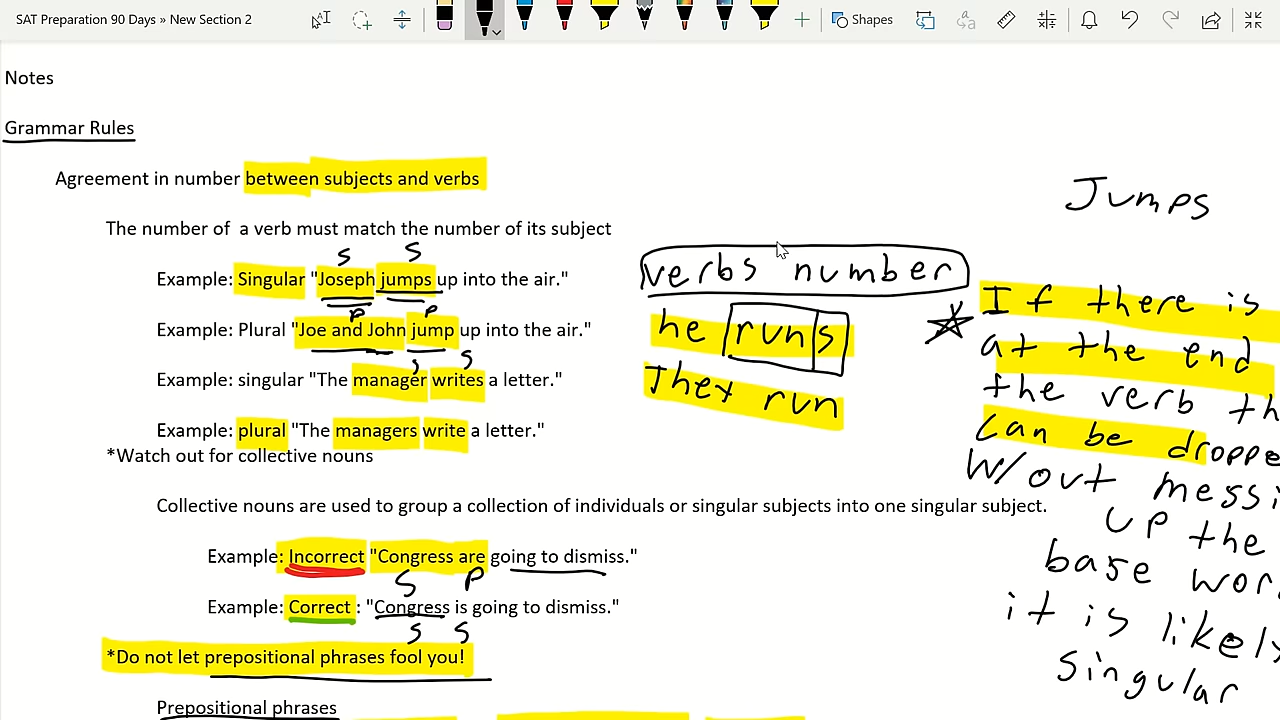 SAT Preparation 90 Days » New Section 2
Shapes
Notes
Grammar Rules
Agreement in number between subjects and verbs
Jumps
The number of  a verb must match the number of its subject
S S
verbs number
Example: Singular "Joseph jumps up into the air."
If there is
P P
he runs
Example: Plural "Joe and John jump up into the air."
at the end
S S
They run
Example: singular "The manager writes a letter."
the verb th
Example: plural "The managers write a letter."
can be droppe
*Watch out for collective nouns
w/out messi
Collective nouns are used to group a collection of individuals or singular subjects into one singular subject.
up the
Example: Incorrect "Congress are going to dismiss."
base wor
S P
Example: Correct : "Congress is going to dismiss."
it is likely
S S
*Do not let prepositional phrases fool you!
singular
Prepositional phrases